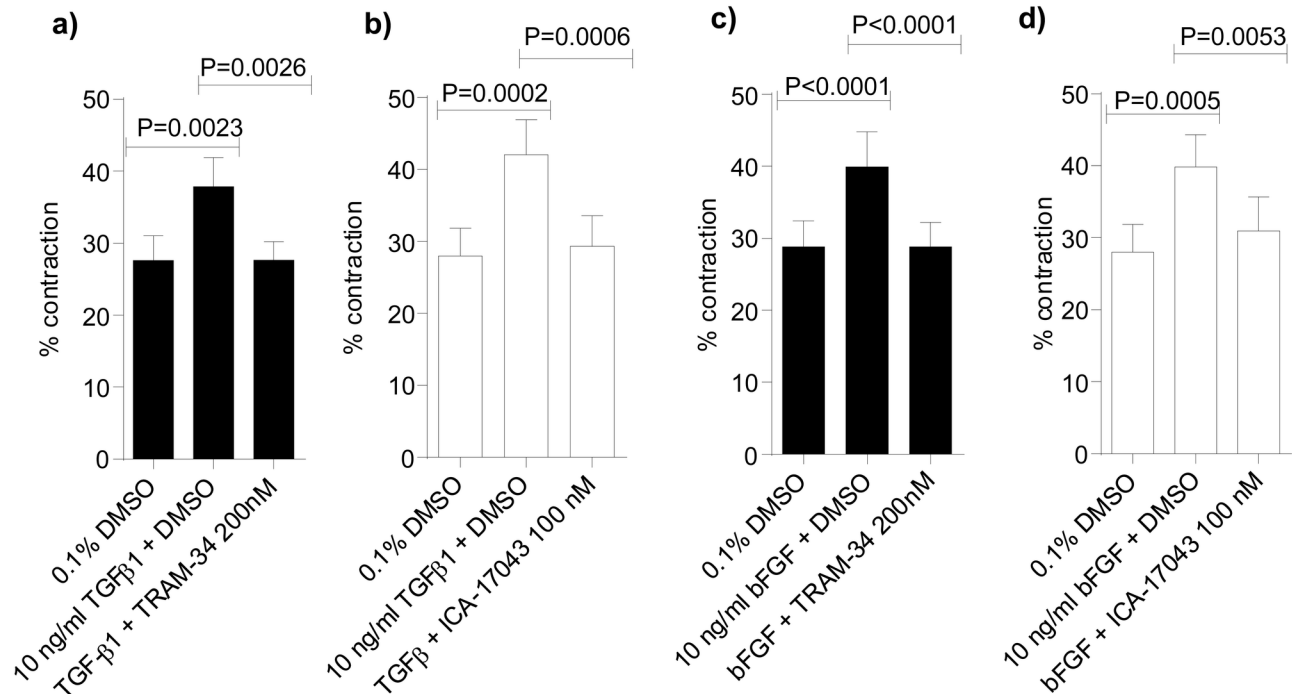 a)
P=0.0026
P=0.0023
% contraction
50
40
30
20
10
0
0.1% DMSO
10 ng/ml TGFβ1 + DMSO
TGF-β1 + TRAM-34 200nM
b)
P=0.0006
P=0.0002
% contraction
50
40
30
20
10
0
0.1% DMSO
10 ng/ml TGFβ1 + DMSO
TGFβ + ICA-17043 100 nM
c)
P<0.0001
P<0.0001
% contraction
50
40
30
20
10
0
0.1% DMSO
10 ng/ml bFGF + DMSO
bFGF + TRAM-34 200nM
d)
P=0.0053
P=0.0005
% contraction
50
40
30
20
10
0
0.1% DMSO
10 ng/ml bFGF + DMSO
bFGF + ICA-17043 100 nM